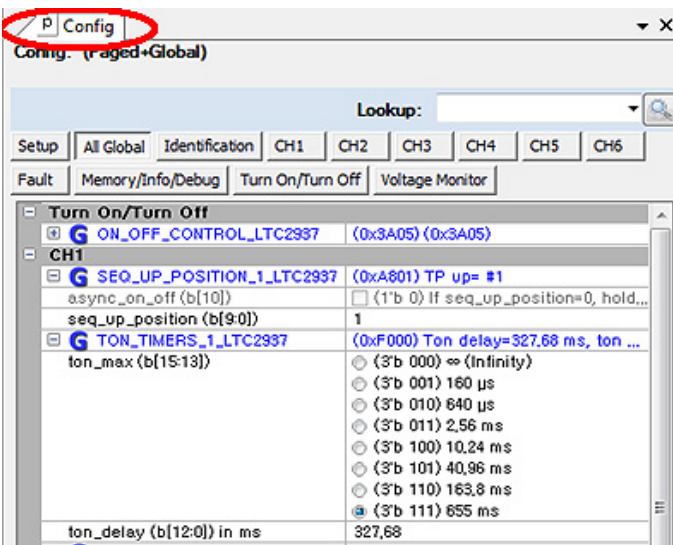 P Config
Config: (Paged+Global)
Lookup:
Setup All Global Identification CH1 CH2 CH3 CH4 CH5 CH6
Fault Memory/Info/Debug Turn On/Turn Off Voltage Monitor
Turn On/Turn Off
G ON_OFF_CONTROL_LTC2937 (0x3A05) (0x3A05)
CH1
G SEQ_UP_POSITION_1_LTC2937 (0xA801) TP up= #1
async_on_off (b[10]) (1'b 0) If seq_up_position=0, hold...
seq_up_position (b[9:0]) 1
G TON_TIMERS_1_LTC2937 (0xF000) Ton delay=327.68 ms, ton ...
ton_max (b[15:13]) (3'b 000) ∞ (Infinity)
(3'b 001) 160 µs
(3'b 010) 640 µs
(3'b 011) 2.56 ms
(3'b 100) 10.24 ms
(3'b 101) 40.96 ms
(3'b 110) 163.8 ms
(3'b 111) 655 ms
ton_delay (b[12:0]) in ms 327.68